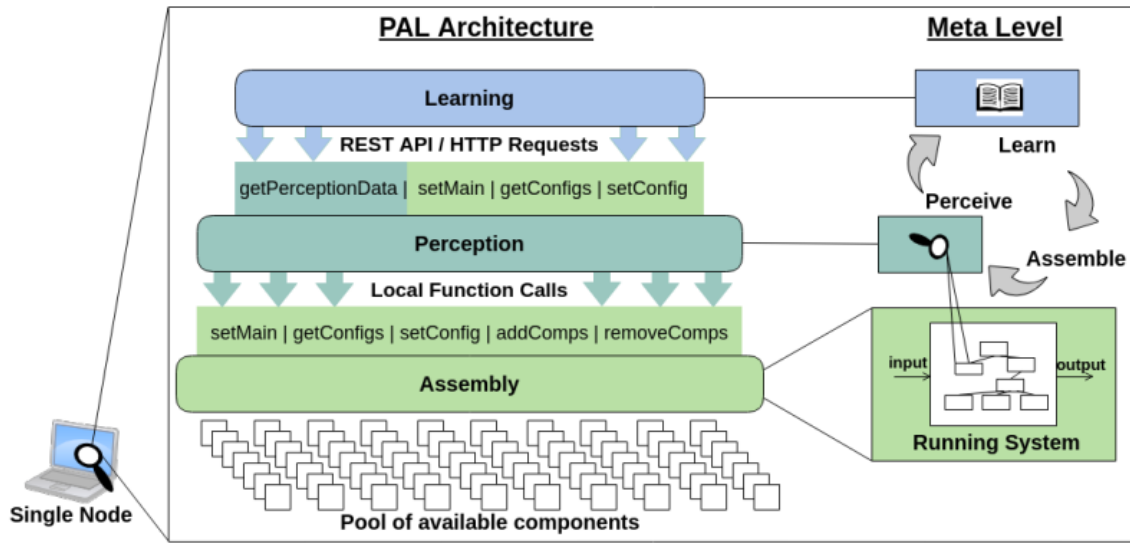 PAL Architecture
Meta Level
Learning
REST API / HTTP Requests
Learn
getPerceptionData | setMain | getConfigs | setConfig
Perceive
Perception
Assemble
Local Function Calls
setMain | getConfigs | setConfig | addComps | removeComps
input
output
Assembly
Running System
Single Node
Pool of available components